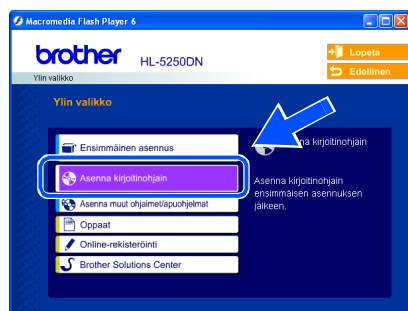 Macromedia Flash Player 6
brother
HL-5250DN
Lopeta
Edellinen
Ylin valikko
Ylin valikko
Ensimmäinen asennus
Asenna kirjoitinohjain
Asenna muut ohjaimet/apuohjelmat
Oppaat
Online-rekisteröinti
Brother Solutions Center
na kirjoitinohjain
Asenna kirjoitinohjain
ensimmäisen asennuksen
jälkeen.